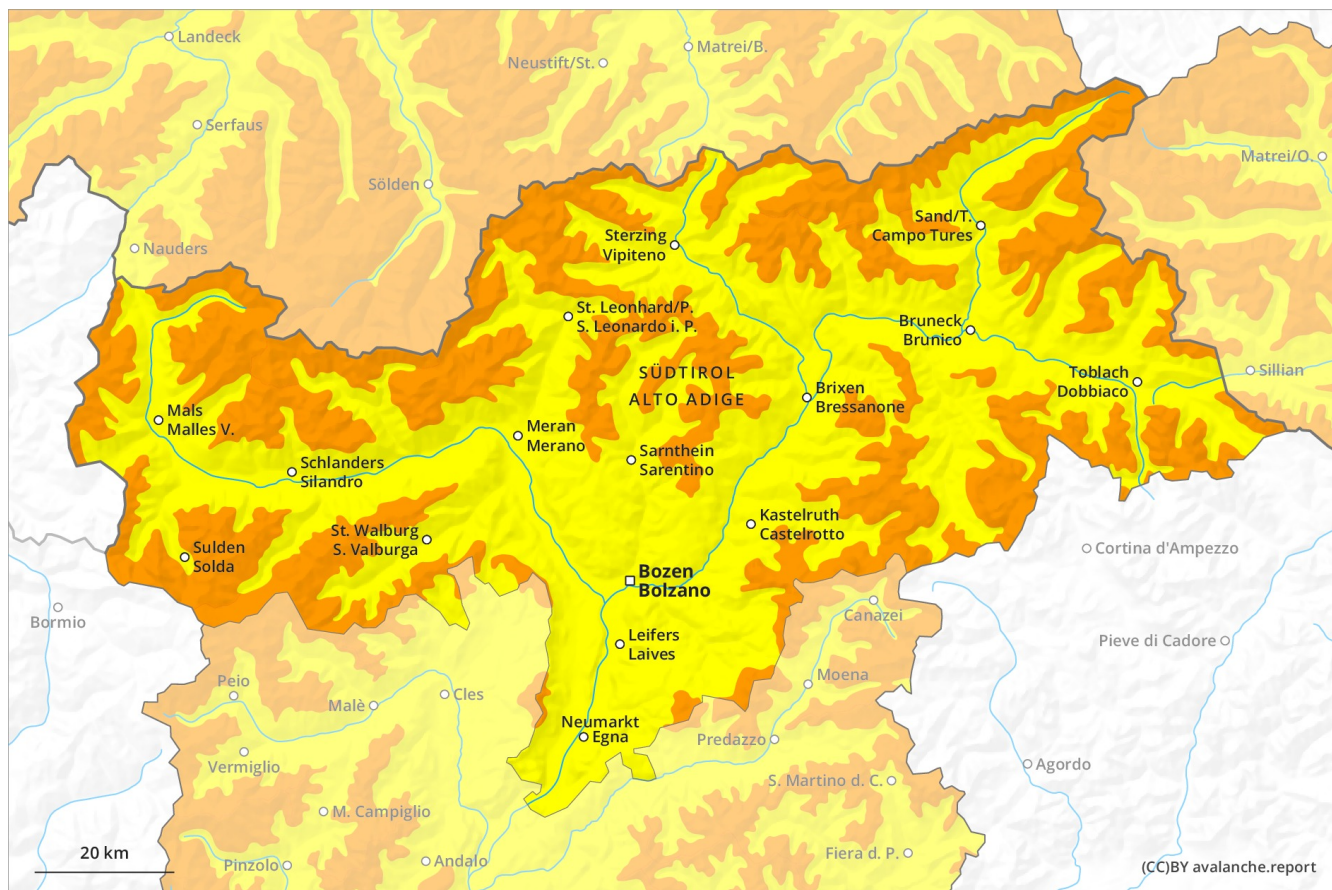 Landeck
Matrei/B.
Neustift/St.
Serfaus
Matrei/O.
Sölden
Sand/T.
Campo Tures
Sterzing
Vipiteno
Nauders
St. Leonhard/P.
S. Leonardo i. P.
Bruneck
Brunico
SÜDTIROL
ALTO ADIGE
Toblach
Dobbiaco
Sillian
Brixen
Bressanone
Mals
Malles V.
Meran
Merano
Sarnthein
Sarentino
Schlanders
Silandro
Kastelruth
Castelrotto
St. Walburg
S. Valburga
Sulden
Solda
Cortina d'Ampezzo
Bozen
Bolzano
Bormio
Canazei
Leifers
Laives
Pieve di Cadore
Peio
Moena
Cles
Malè
Neumarkt
Egna
Predazzo
Vermiglio
Agordo
S. Martino d. C.
M. Campiglio
20 km
Pinzolo
Andalo
Fiera d. P.
(CC)BY avalanche.report